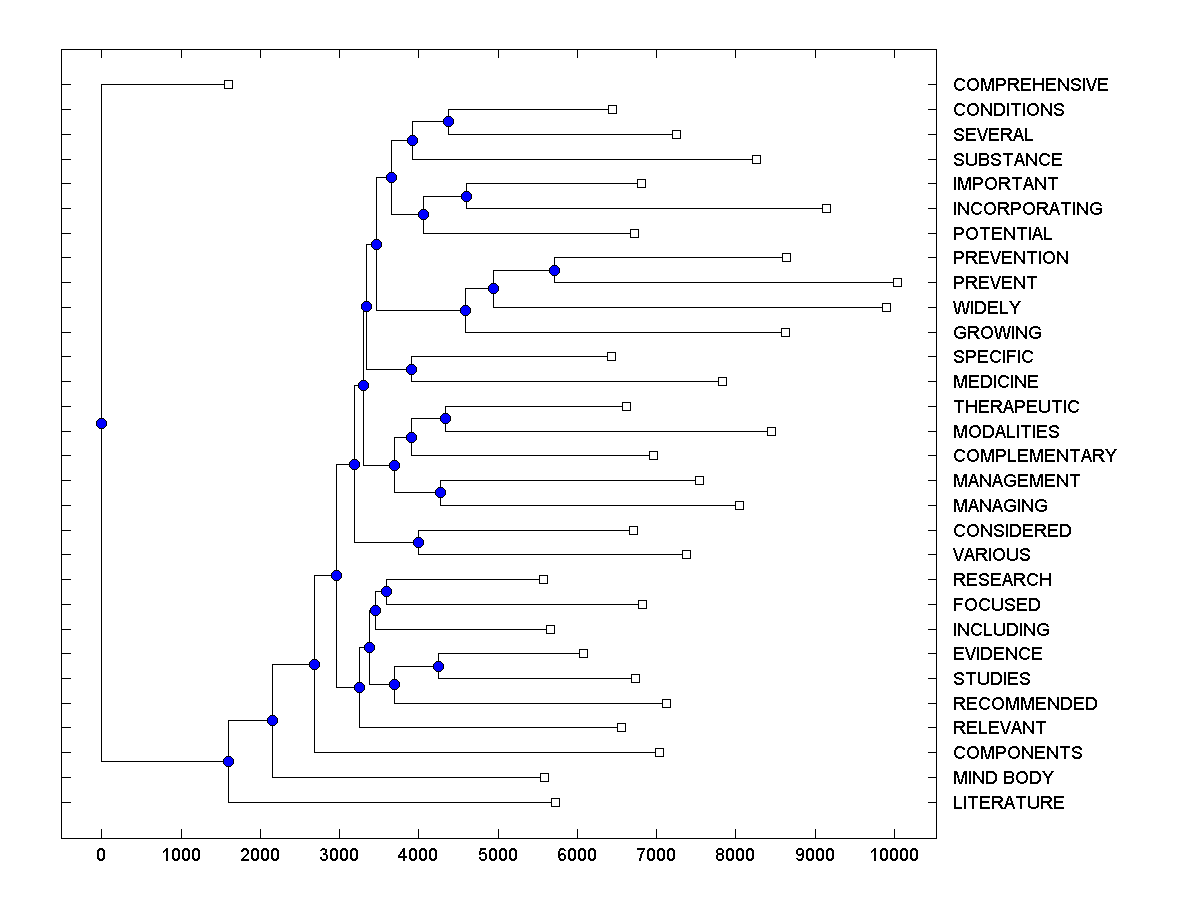 COMPREHENSIVE
CONDITIONS
SEVERAL
SUBSTANCE
IMPORTANT
INCORPORATING
POTENTIAL
PREVENTION
PREVENT
WIDELY
GROWING
SPECIFIC
MEDICINE
THERAPEUTIC
MODALITIES
COMPLEMENTARY
MANAGEMENT
MANAGING
CONSIDERED
VARIOUS
RESEARCH
FOCUSED
INCLUDING
EVIDENCE
STUDIES
RECOMMENDED
RELEVANT
COMPONENTS
MIND BODY
LITERATURE
0 1000 2000 3000 4000 5000 6000 7000 8000 9000 10000